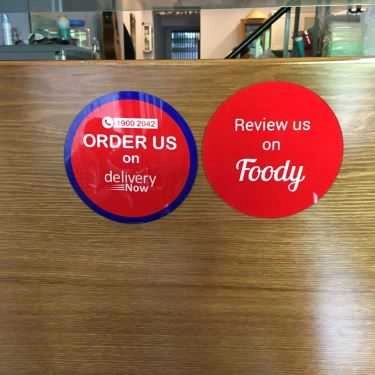 1900 2042
ORDER US
on
delivery
Now
Review us
on
Foody